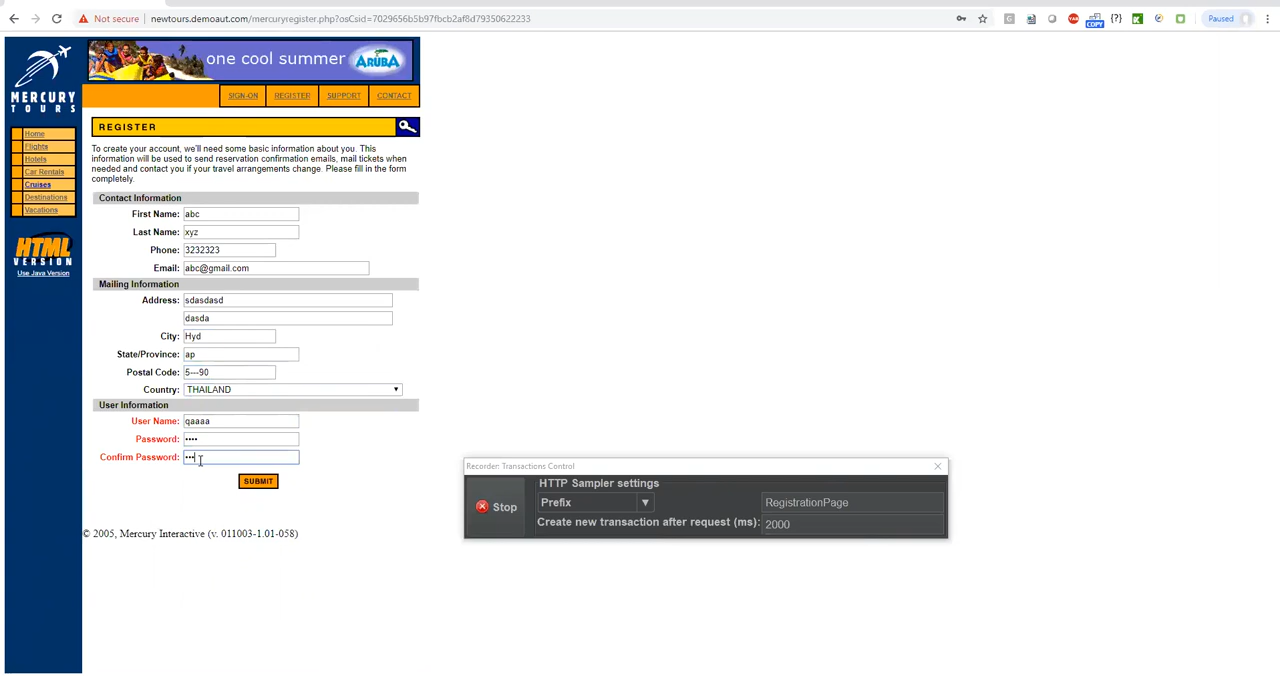 Not secure | newtours.demoaut.com/mercuryregister.php?osCsid=7029656b5b97fbcb2af8d79350622233
COPY
{?}
K
Paused
MERCURY
TOURS
one cool summer
ARUBA
SIGN-ON
REGISTER
SUPPORT
CONTACT
Home
Flights
Hotels
Car Rentals
Cruises
Destinations
Vacations
HTML
VERSION
Use Java Version
REGISTER
To create your account, we'll need some basic information about you. This
information will be used to send reservation confirmation emails, mail tickets when
needed and contact you if your travel arrangements change. Please fill in the form
completely.
Contact Information
First Name: abc
Last Name: xyz
Phone: 3232323
Email: abc@gmail.com
Mailing Information
Address: sdasdasd
dasda
City: Hyd
State/Province: ap
Postal Code: 5---90
Country: THAILAND
User Information
User Name: qaaaa
Password: ••••
Confirm Password: •••
SUBMIT
© 2005, Mercury Interactive (v. 011003-1.01-058)
Recorder: Transactions Control
HTTP Sampler settings
Stop
Prefix
RegistrationPage
Create new transaction after request (ms):
2000